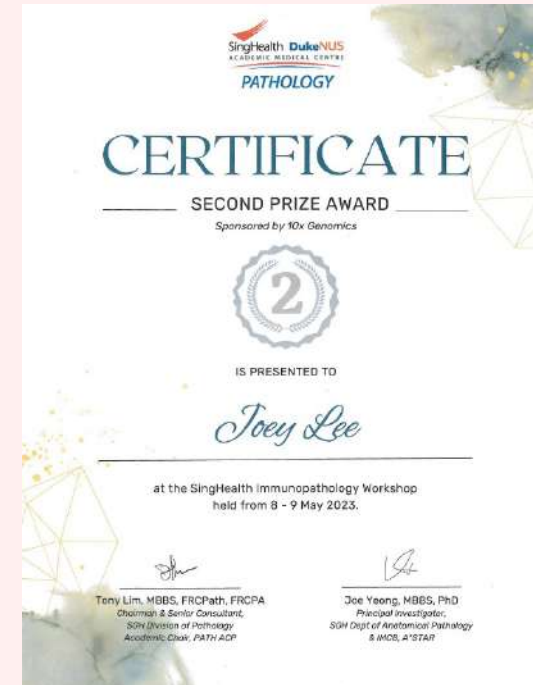 SingHealth DukeNUS
ACADEMIC MEDICAL CENTRE
PATHOLOGY
CERTIFICATE
SECOND PRIZE AWARD
Sponsored by 10x Genomics
2
IS PRESENTED TO
Joey Lee
at the SingHealth Immunopathology Workshop
held from 8 - 9 May 2023.
Tony Lim, MBBS, FRCPath, FRCPA
Chairman & Senior Consultant,
SGH Division of Pathology
Academic Chair, PATH ACP
Joe Yeong, MBBS, PhD
Principal Investigator,
SGH Dept of Anatomical Pathology
& IMCB, A*STAR